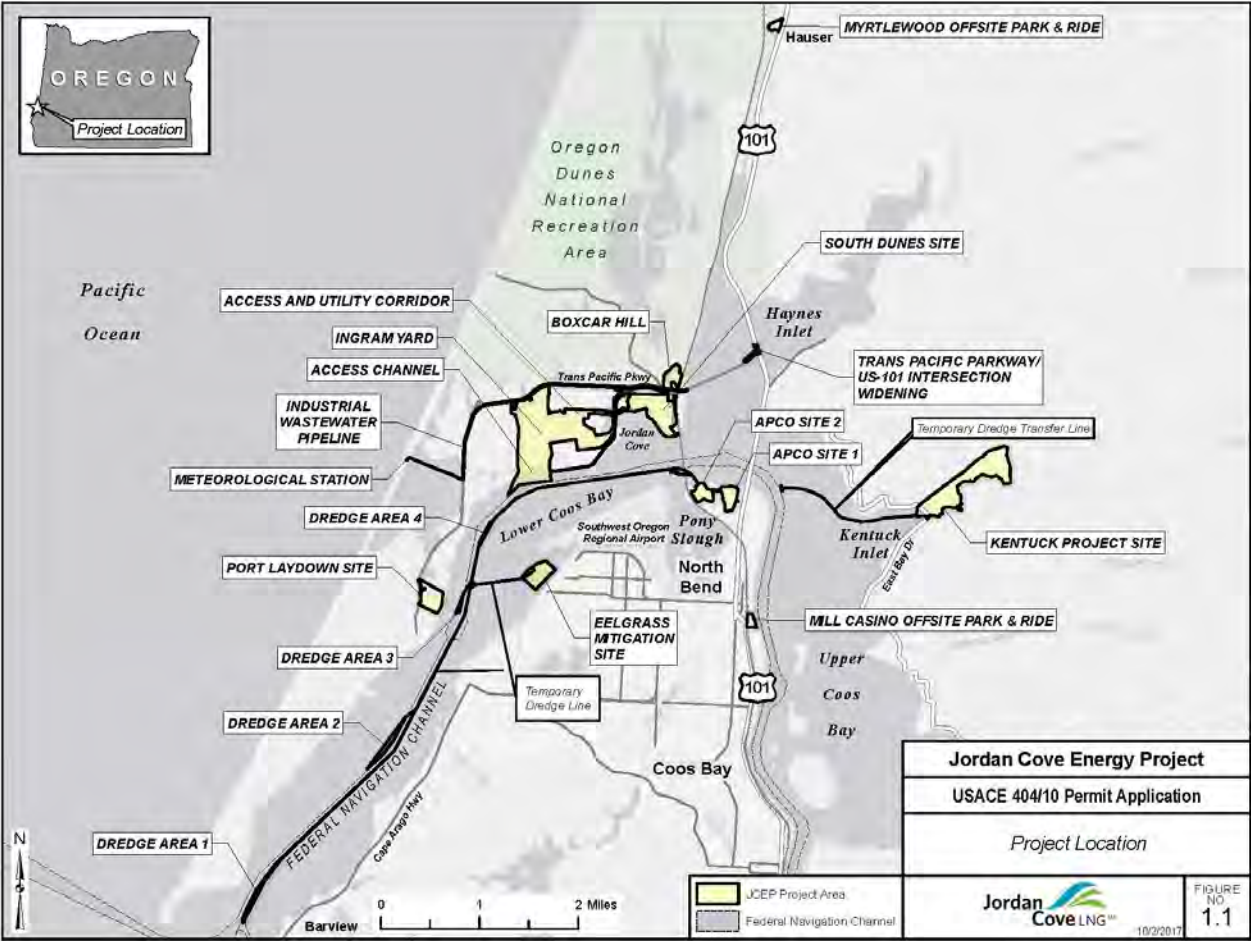 OREGON
Project Location
MYRTLEWOOD OFFSITE PARK & RIDE
Hauser
101
Oregon
Dunes
National
Recreation
Area
SOUTH DUNES SITE
Pacific
Ocean
ACCESS AND UTILITY CORRIDOR
BOXCAR HILL
Haynes
Inlet
INGRAM YARD
ACCESS CHANNEL
Trans Pacific Pkwy
TRANS PACIFIC PARKWAY/
US-101 INTERSECTION
WIDENING
INDUSTRIAL
WASTEWATER
PIPELINE
Jordan
Cove
APCO SITE 2
Temporary Dredge Transfer Line
APCO SITE 1
METEOROLOGICAL STATION
DREDGE AREA 4
Lower Coos Bay
Southwest Oregon
Regional Airport
Pony
Slough
Kentuck
Inlet
KENTUCK PROJECT SITE
East Bay Dr
PORT LAYDOWN SITE
North
Bend
EELGRASS
MITIGATION
SITE
MILL CASINO OFFSITE PARK & RIDE
DREDGE AREA 3
Upper
Coos
Bay
101
Temporary
Dredge Line
DREDGE AREA 2
FEDERAL NAVIGATION CHANNEL
Coos Bay
Cape Arago Hwy
DREDGE AREA 1
N
Barview
0 1 2 Miles
Jordan Cove Energy Project
USACE 404/10 Permit Application
Project Location
JCEP Project Area
Federal Navigation Channel
Jordan
Cove LNG
10/2/2017
FIGURE
NO.
1.1